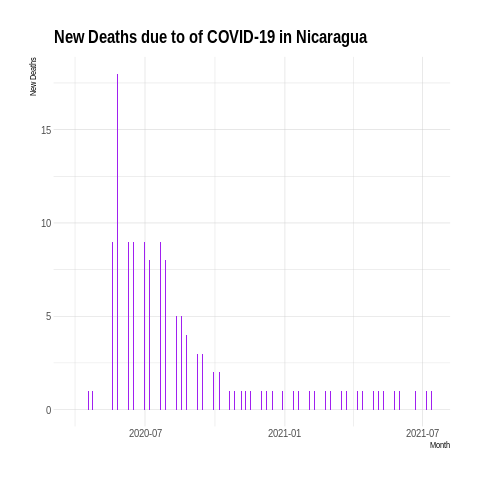 New Deaths due to of COVID-19 in Nicaragua
New Deaths
15
10
5
0
2020-07
2021-01
2021-07
Month